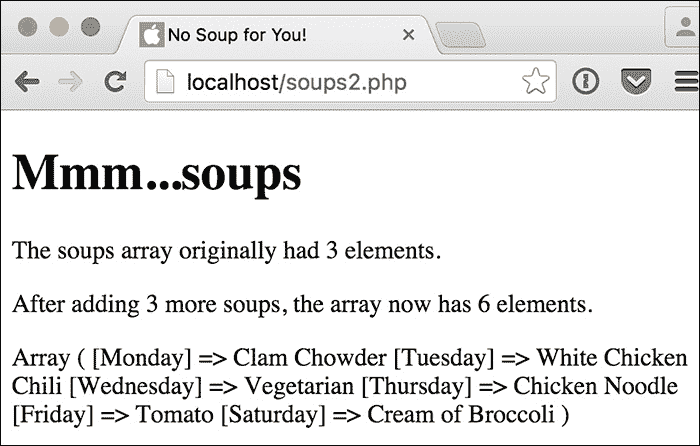 No Soup for You!
localhost/soups2.php
Mmm...soups
The soups array originally had 3 elements.
After adding 3 more soups, the array now has 6 elements.
Array ( [Monday] => Clam Chowder [Tuesday] => White Chicken
Chili [Wednesday] => Vegetarian [Thursday] => Chicken Noodle
[Friday] => Tomato [Saturday] => Cream of Broccoli )